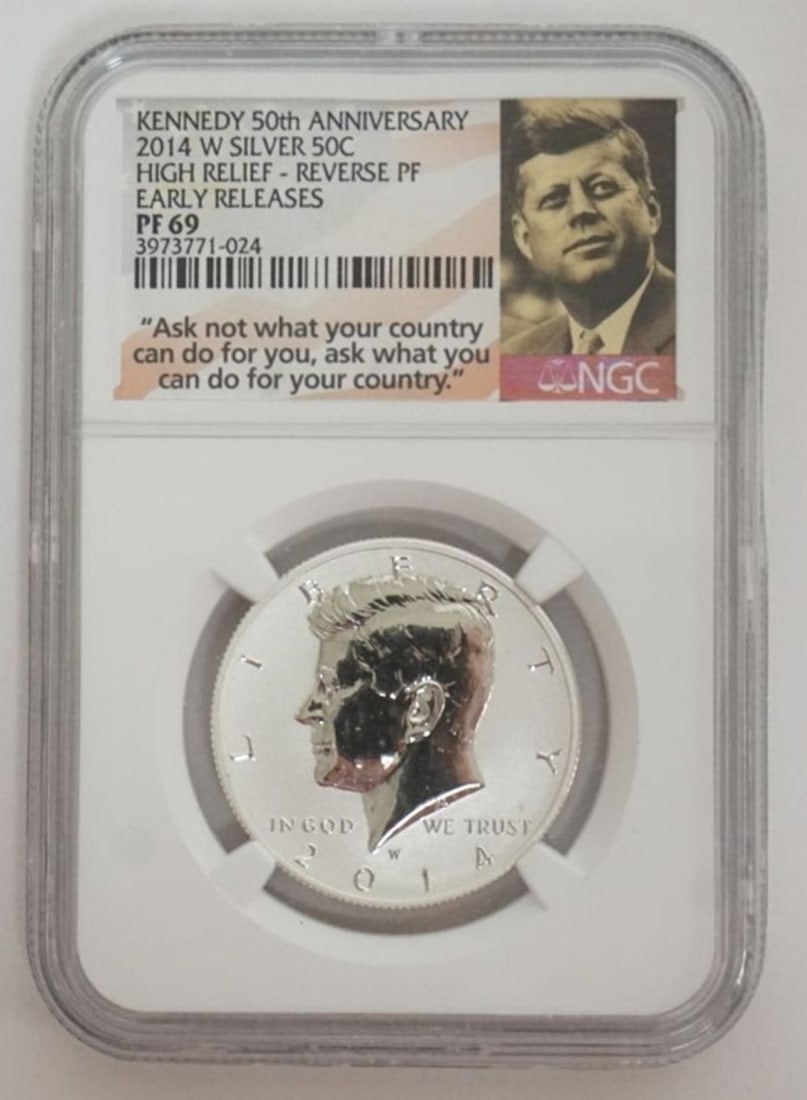 KENNEDY 50th ANNIVERSARY
2014 W SILVER 50C
HIGH RELIEF - REVERSE PF
EARLY RELEASES
PF 69
3973771-024
"Ask not what your country
can do for you, ask what you
can do for your country."
NGC
LIBERTY
IN GOD WE TRUST
W
2014